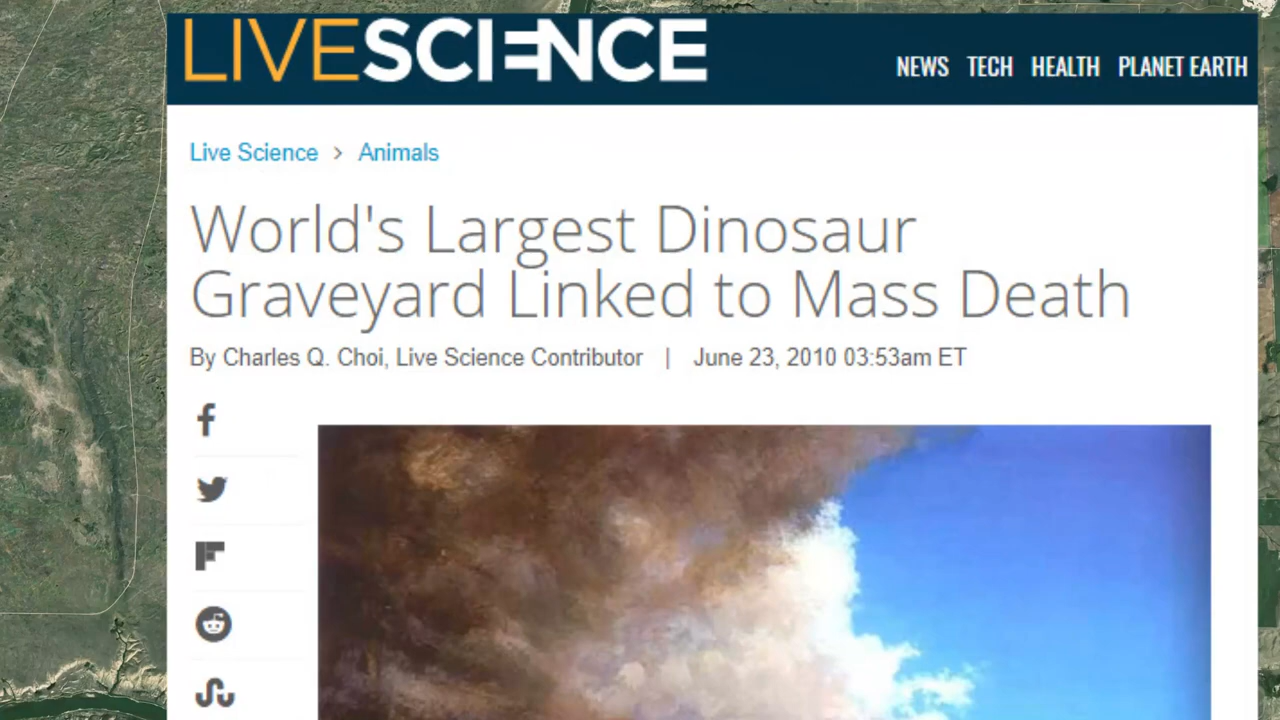 LIVESCIENCE
NEWS TECH HEALTH PLANET EARTH
Live Science > Animals
World's Largest Dinosaur
Graveyard Linked to Mass Death
By Charles Q. Choi, Live Science Contributor | June 23, 2010 03:53am ET